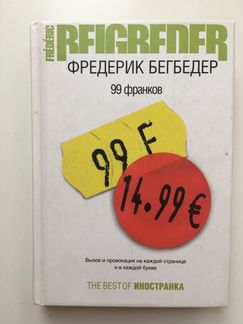 FRÉDÉRIC
BEIGBEDER
ФРЕДЕРИК БЕГБЕДЕР
99 франков
99 F
14.99 €
Вызов и провокация на каждой странице
и в каждой букве
THE BEST OF ИНОСТРАНКА